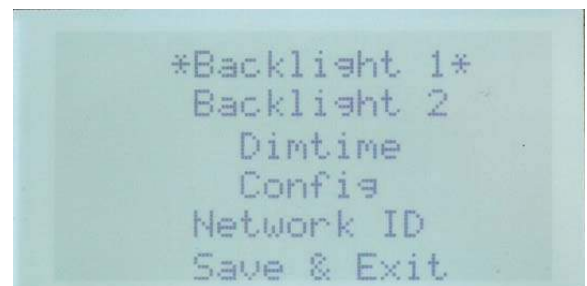 *Backlight 1*
Backlight 2
Dimtime
Config
Network ID
Save & Exit